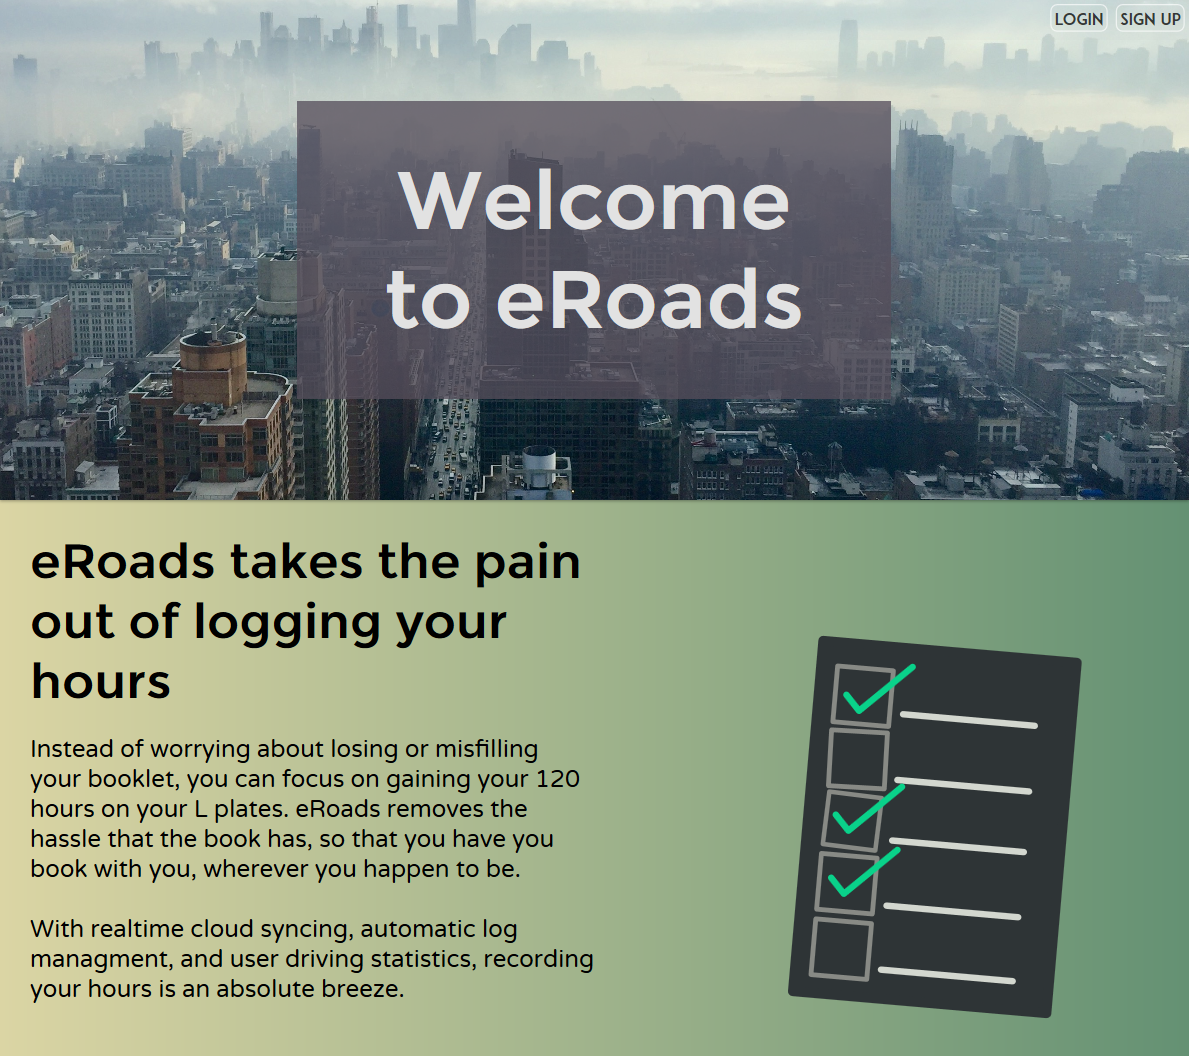 LOGIN SIGN UP
Welcome
to eRoads
eRoads takes the pain
out of logging your
hours
Instead of worrying about losing or misfilling
your booklet, you can focus on gaining your 120
hours on your L plates. eRoads removes the
hassle that the book has, so that you have you
book with you, wherever you happen to be.
With realtime cloud syncing, automatic log
managment, and user driving statistics, recording
your hours is an absolute breeze.